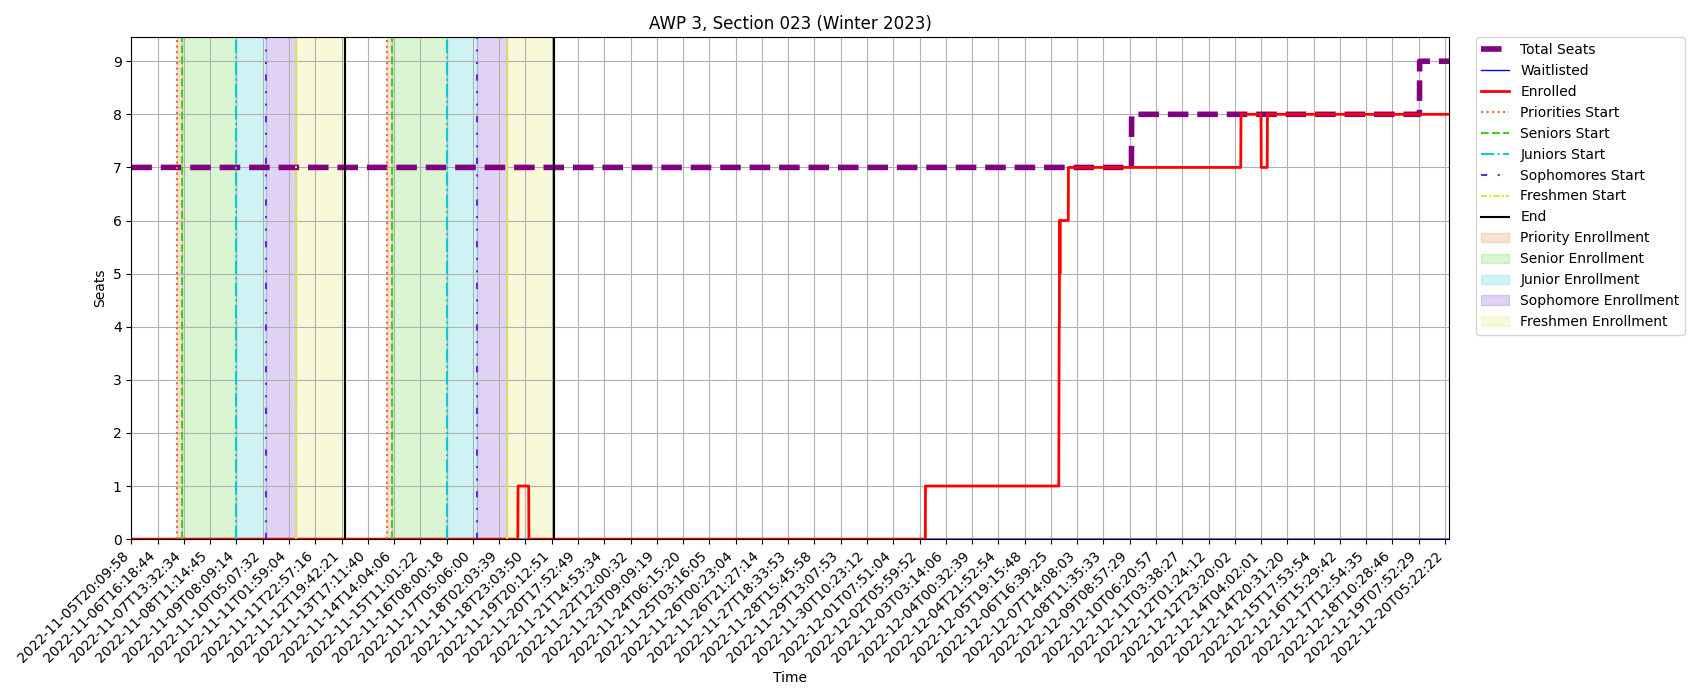 AWP 3, Section 023 (Winter 2023)
Seats
9
8
7
6
5
4
3
2
1
0
2022-11-05T20:09:58
2022-11-06T16:18:44
2022-11-07T13:32:34
2022-11-08T11:14:45
2022-11-09T08:09:14
2022-11-10T05:07:32
2022-11-11T01:59:04
2022-11-11T22:57:16
2022-11-12T19:42:21
2022-11-13T17:11:40
2022-11-14T14:04:06
2022-11-15T11:01:22
2022-11-16T08:00:18
2022-11-17T05:06:00
2022-11-18T02:03:39
2022-11-18T23:03:50
2022-11-19T20:12:51
2022-11-20T17:52:49
2022-11-21T14:53:34
2022-11-22T12:00:32
2022-11-23T09:09:19
2022-11-24T06:15:20
2022-11-25T03:16:05
2022-11-26T00:23:04
2022-11-26T21:27:14
2022-11-27T18:33:53
2022-11-28T15:45:58
2022-11-29T13:07:53
2022-11-30T10:23:12
2022-12-01T07:51:04
2022-12-02T05:59:52
2022-12-03T03:14:06
2022-12-04T00:32:39
2022-12-04T21:52:54
2022-12-05T19:15:48
2022-12-06T16:39:25
2022-12-07T14:08:03
2022-12-08T11:35:33
2022-12-09T08:57:29
2022-12-10T06:20:57
2022-12-11T03:38:27
2022-12-12T01:24:12
2022-12-12T23:20:02
2022-12-14T04:02:01
2022-12-14T20:31:20
2022-12-15T17:53:54
2022-12-16T15:29:42
2022-12-17T12:54:35
2022-12-18T10:28:46
2022-12-19T07:52:29
2022-12-20T05:22:22
Time
Total Seats
Waitlisted
Enrolled
Priorities Start
Seniors Start
Juniors Start
Sophomores Start
Freshmen Start
End
Priority Enrollment
Senior Enrollment
Junior Enrollment
Sophomore Enrollment
Freshmen Enrollment